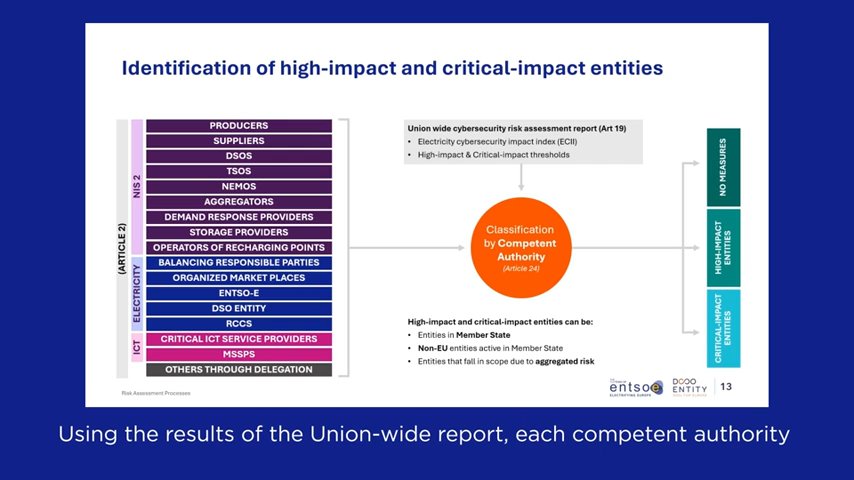 Identification of high-impact and critical-impact entities
(ARTICLE 2)
NIS 2
PRODUCERS
SUPPLIERS
DSOS
TSOS
NEMOS
AGGREGATORS
DEMAND RESPONSE PROVIDERS
STORAGE PROVIDERS
OPERATORS OF RECHARGING POINTS
ELECTRICITY
BALANCING RESPONSIBLE PARTIES
ORGANIZED MARKET PLACES
ENTSO-E
DSO ENTITY
RCCS
ICT
CRITICAL ICT SERVICE PROVIDERS
MSSPS
OTHERS THROUGH DELEGATION
Union wide cybersecurity risk assessment report (Art 19)
• Electricity cybersecurity impact index (ECII)
• High-impact & Critical-impact thresholds
Classification
by Competent
Authority
(Article 24)
High-impact and critical-impact entities can be:
• Entities in Member State
• Non-EU entities active in Member State
• Entities that fall in scope due to aggregated risk
NO MEASURES
HIGH-IMPACT
ENTITIES
CRITICAL-IMPACT
ENTITIES
Risk Assessment Processes
entsoe
ELECTRIFYING EUROPE
ENTITY
13
Using the results of the Union-wide report, each competent authority